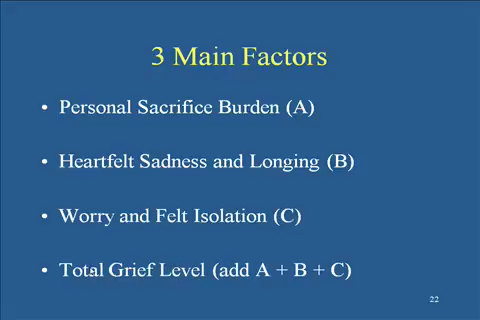 3 Main Factors
• Personal Sacrifice Burden (A)
• Heartfelt Sadness and Longing (B)
• Worry and Felt Isolation (C)
• Total Grief Level (add A + B + C)
22